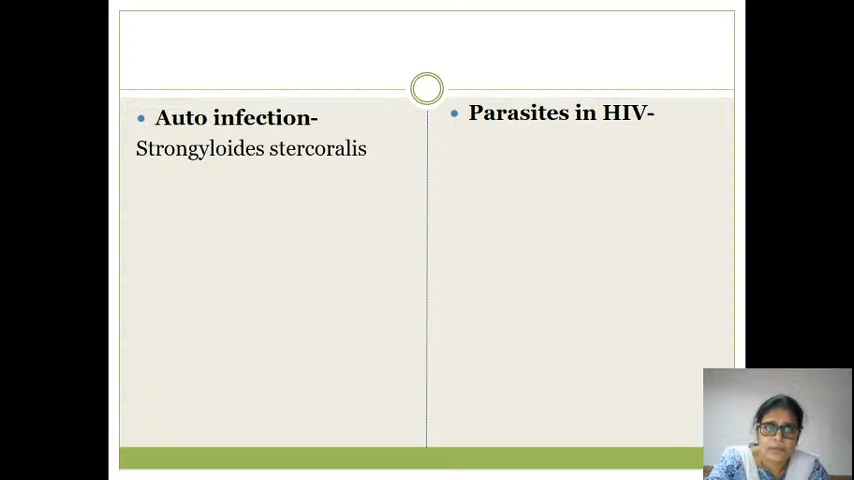 Auto infection-
Strongyloides stercoralis
Parasites in HIV-